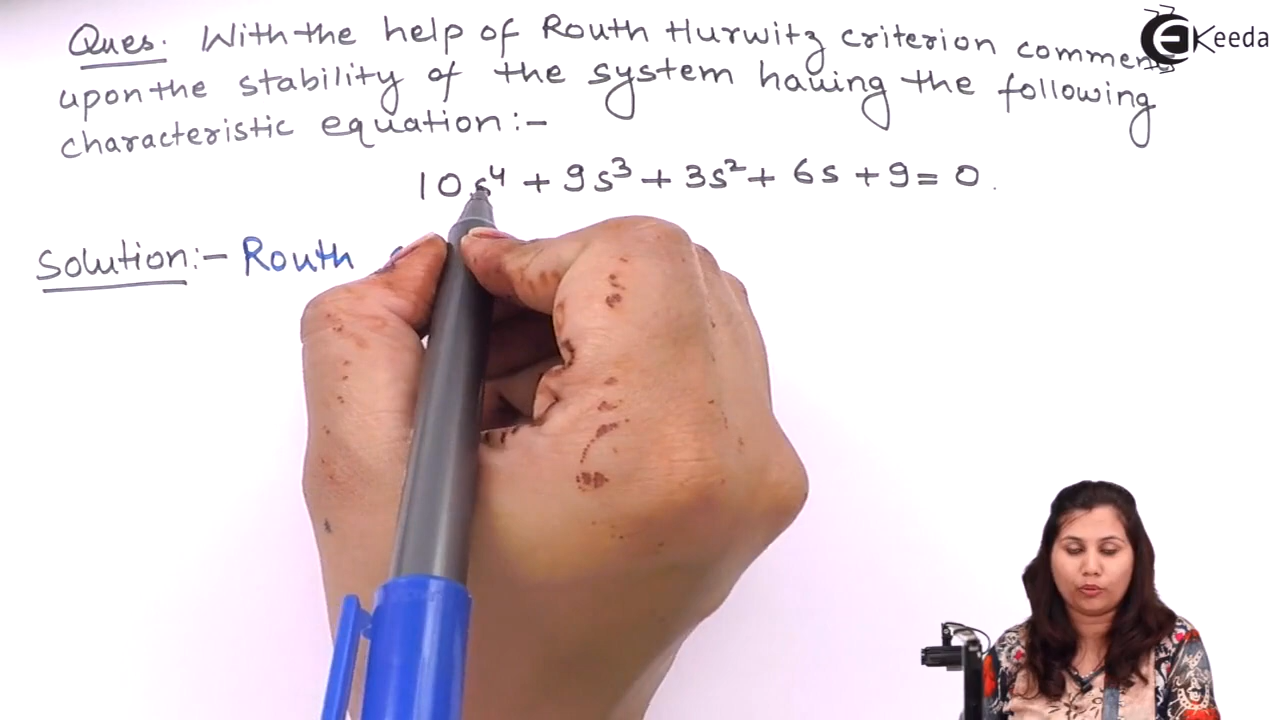 Ques. With the help of Routh Hurwitz criterion comment
upon the stability of the system having the following
characteristic equation:-
10s⁴ + 9s³ + 3s² + 6s + 9 = 0.
Solution:- Routh
EKeeda